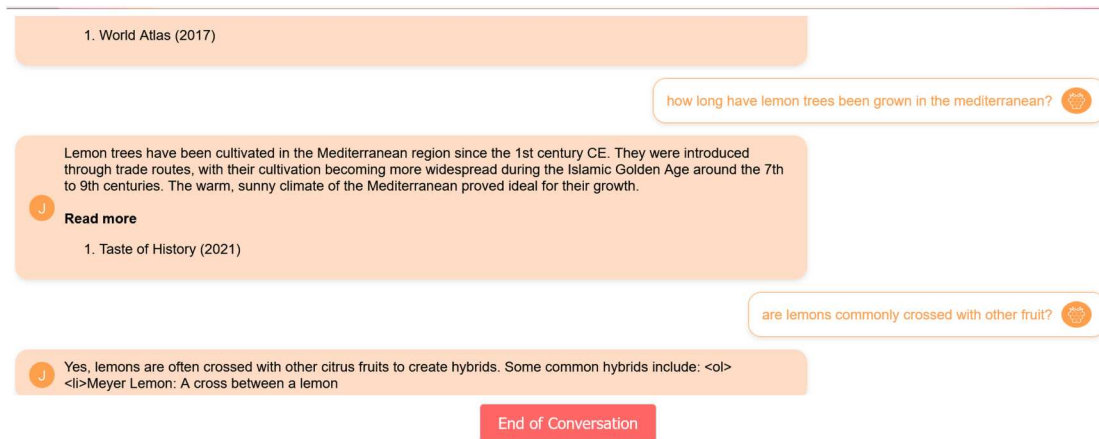 1. World Atlas (2017)
how long have lemon trees been grown in the mediterranean?
Lemon trees have been cultivated in the Mediterranean region since the 1st century CE. They were introduced
through trade routes, with their cultivation becoming more widespread during the Islamic Golden Age around the 7th
to 9th centuries. The warm, sunny climate of the Mediterranean proved ideal for their growth.
J
Read more
1. Taste of History (2021)
are lemons commonly crossed with other fruit?
J
Yes, lemons are often crossed with other citrus fruits to create hybrids. Some common hybrids include: <ol>
<li>Meyer Lemon: A cross between a lemon
End of Conversation